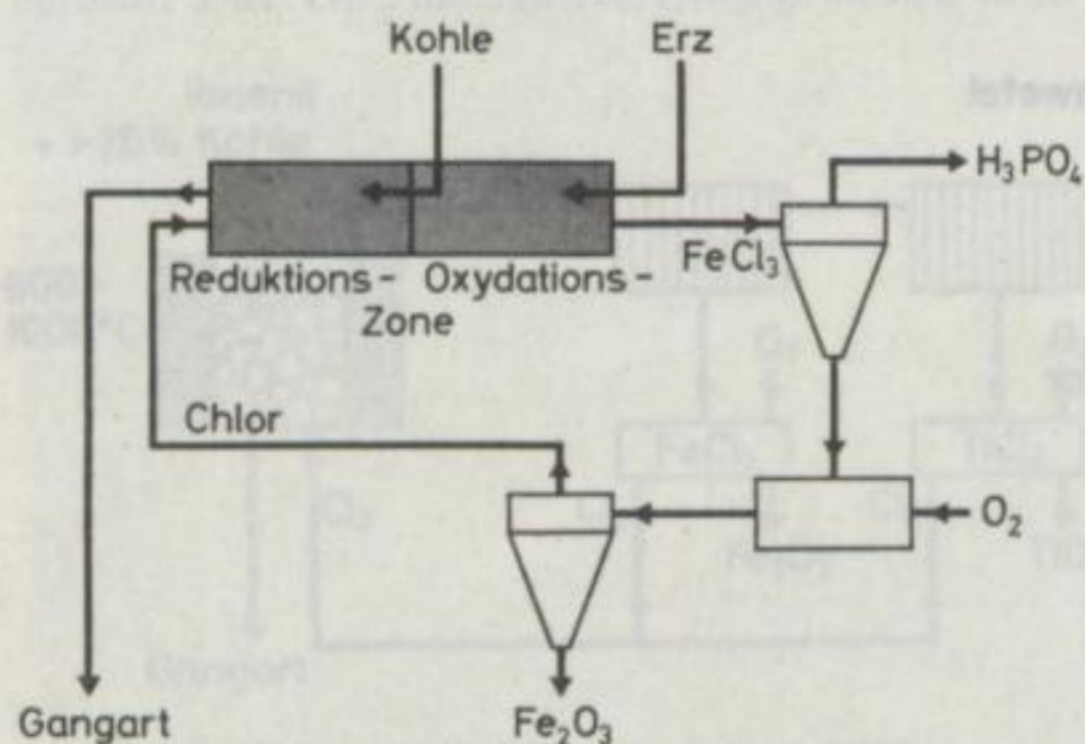 Kohle
Erz
H₃PO₄
FeCl₃
Reduktions- Oxydations-
Zone
Chlor
O₂
Gangart
Fe₂O₃